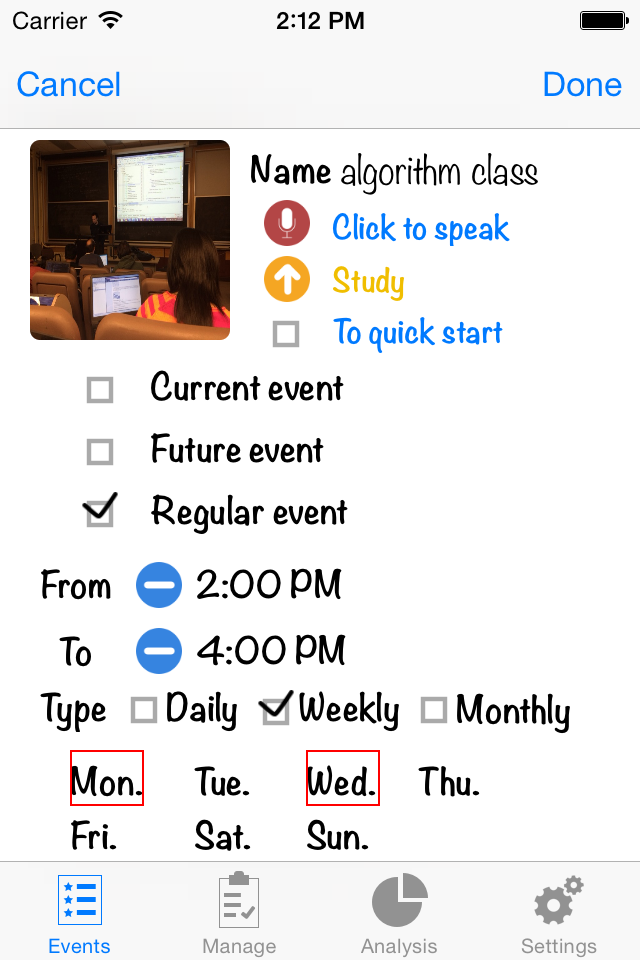 Carrier 2:12 PM
Cancel Done
Name algorithm class
Click to speak
Study
To quick start
Current event
Future event
Regular event
From 2:00 PM
To 4:00 PM
Type Daily Weekly Monthly
Mon. Tue. Wed. Thu.
Fri. Sat. Sun.
Events Manage Analysis Settings